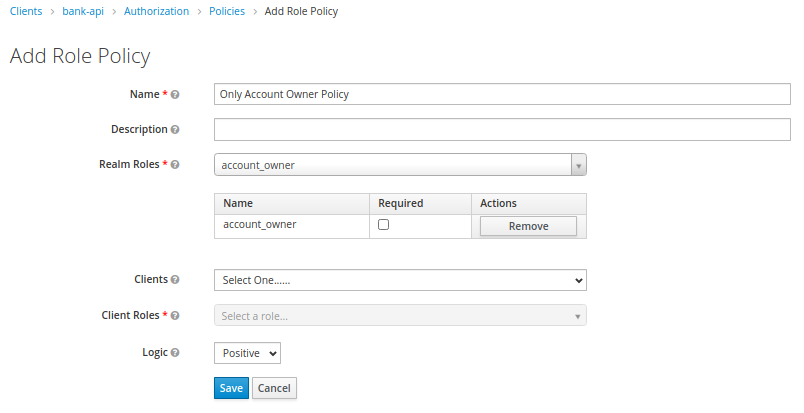 Clients > bank-api > Authorization > Policies > Add Role Policy
Add Role Policy
Name * Only Account Owner Policy
Description
Realm Roles * account_owner
Name Required Actions
account_owner Remove
Clients Select One......
Client Roles * Select a role...
Logic Positive
Save Cancel